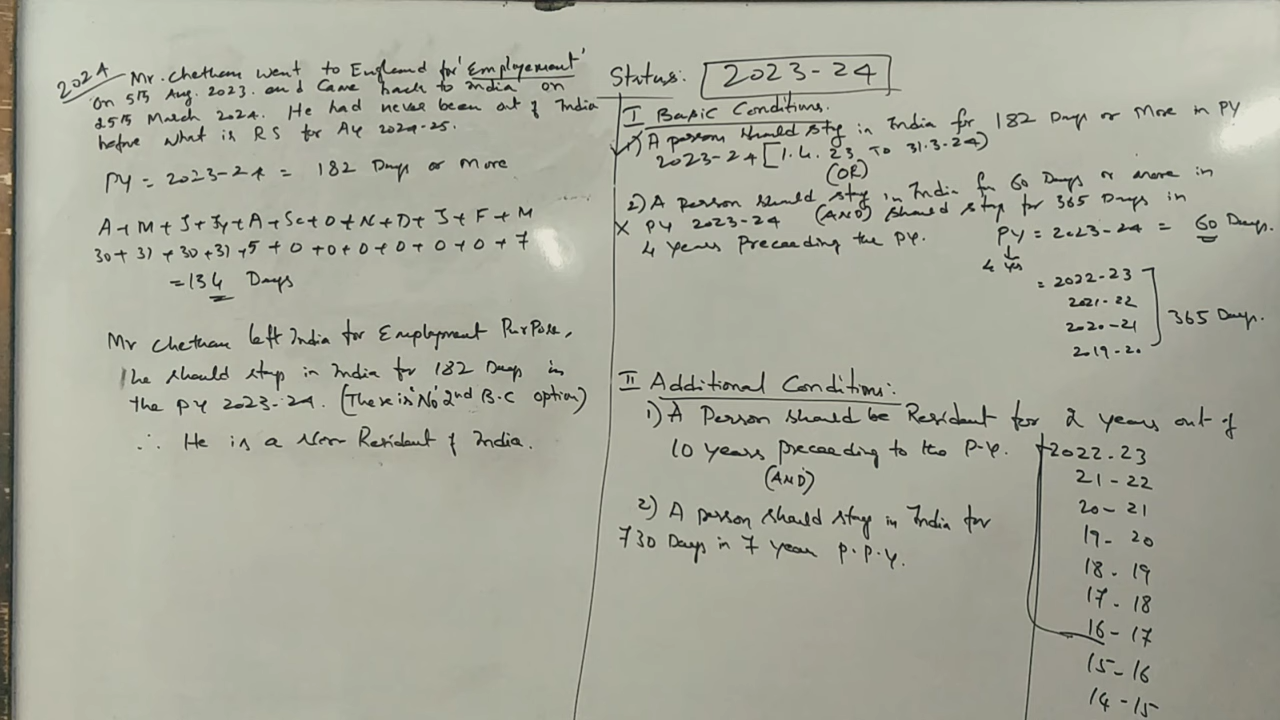 2024
Mr. Chetham went to England for 'Employement'
on 5th Aug. 2023. and Came back to India on
25th March 2024. He had never been out of India
before what is RS for AY 2024-25.
PY = 2023-24 = 182 Days or More
A+M+J+Jy+A+Se+O+N+D+J+F+M
30+31+30+31+5+0+0+0+0+0+0+7
=134 Days
Mr Chetham left India for Employment Purpose,
he should stay in India for 182 Days in
the PY 2023-24. (There is 'No' 2nd B.C option)
∴ He is a Non Resident of India.
Status: 2023-24
I Basic Conditions.
1) A person should stay in India for 182 Days or More in PY
2023-24 [1.4.23 TO 31.3.24)
(OR)
2) A person should stay in India for 60 Days or more in
X PY 2023-24 (AND) should stay for 365 Days in
4 years preceeding the PY.
PY = 2023-24 = 60 Days.
4 yrs
= 2022-23
2021-22
2020-21
2019-20
365 Days.
II Additional Conditions:
1) A Person should be Resident for 2 years out of
10 years preceeding to the P.Y.
(AND)
2) A person should stay in India for
730 Days in 7 year P.P.Y.
2022-23
21-22
20-21
19-20
18-19
17-18
16-17
15-16
14-15